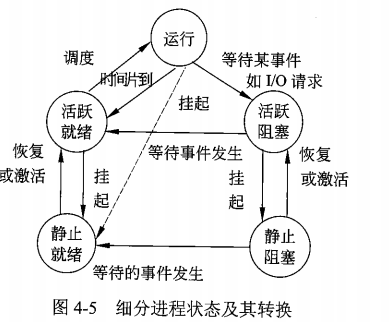 运行
调度
等待某事件
如 I/O 请求
时间片到
挂起
活跃
就绪
活跃
阻塞
等待事件发生
恢复
或激活
挂
起
挂
起
恢复
或激活
静止
就绪
静止
阻塞
等待的事件发生
图 4-5 细分进程状态及其转换